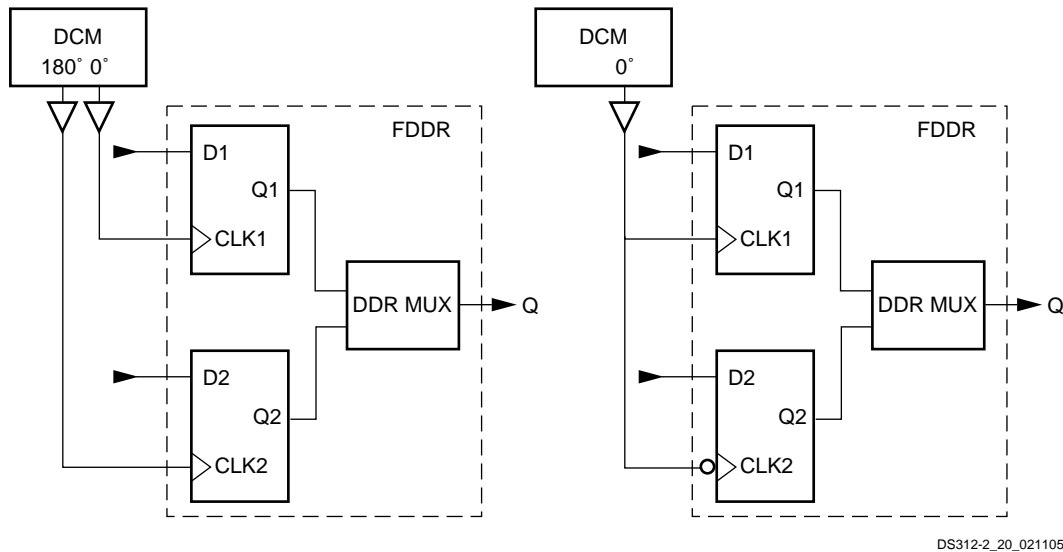 DCM
180° 0°
FDDR
D1
Q1
CLK1
DDR MUX
Q
D2
Q2
CLK2
DCM
0°
FDDR
D1
Q1
CLK1
DDR MUX
Q
D2
Q2
CLK2
DS312-2_20_021105